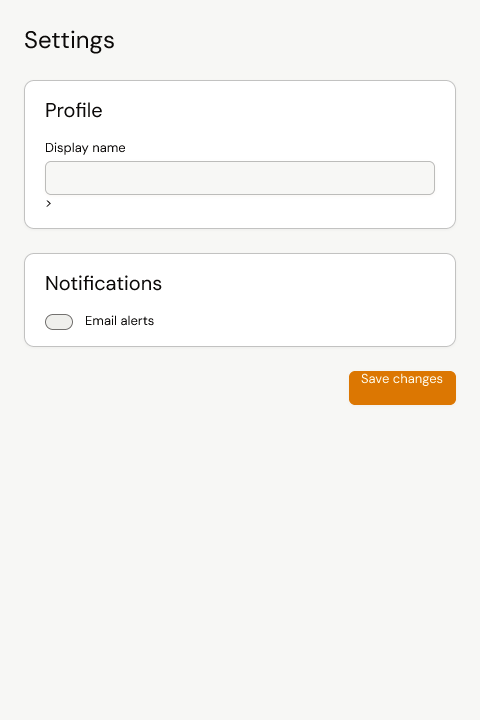 Settings
Profile
Display name
>
Notifications
Email alerts
Save changes